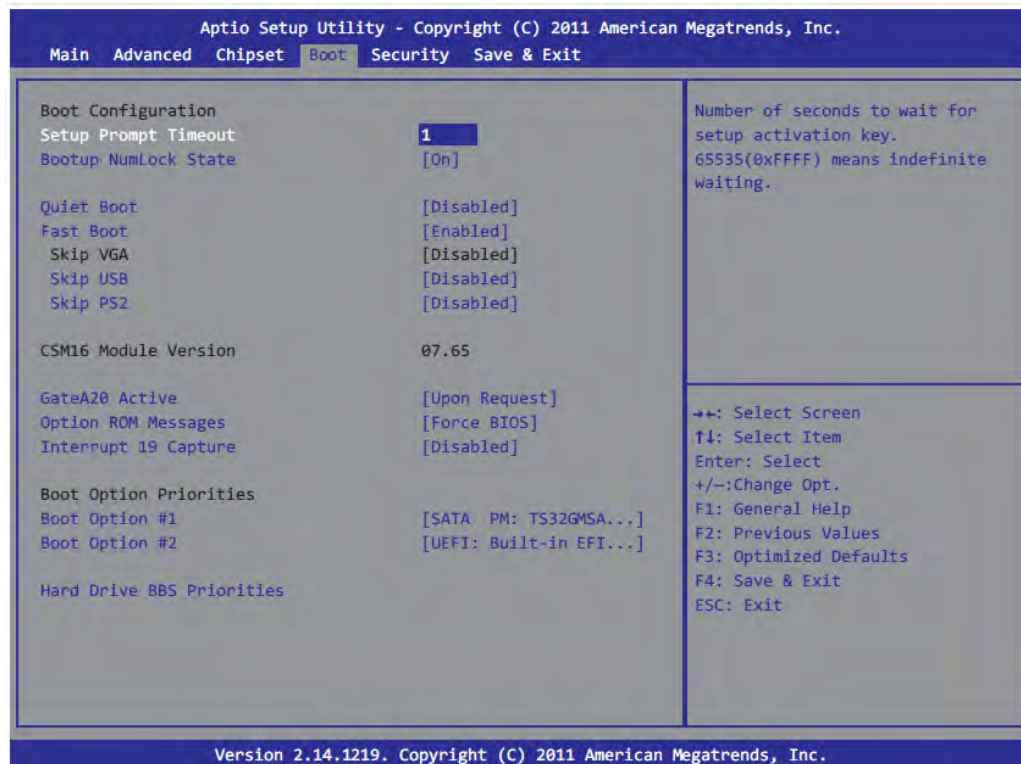 Aptio Setup Utility - Copyright (C) 2011 American Megatrends, Inc.
Main Advanced Chipset Boot Security Save & Exit
Boot Configuration
Setup Prompt Timeout 1
Bootup NumLock State [On]
Quiet Boot [Disabled]
Fast Boot [Enabled]
Skip VGA [Disabled]
Skip USB [Disabled]
Skip PS2 [Disabled]
CSM16 Module Version 07.65
GateA20 Active [Upon Request]
Option ROM Messages [Force BIOS]
Interrupt 19 Capture [Disabled]
Boot Option Priorities
Boot Option #1 [SATA PM: TS32GMSA...]
Boot Option #2 [UEFI: Built-in EFI...]
Hard Drive BBS Priorities
Number of seconds to wait for
setup activation key.
65535(0xFFFF) means indefinite
waiting.
→←: Select Screen
↑↓: Select Item
Enter: Select
+/-:Change Opt.
F1: General Help
F2: Previous Values
F3: Optimized Defaults
F4: Save & Exit
ESC: Exit
Version 2.14.1219. Copyright (C) 2011 American Megatrends, Inc.